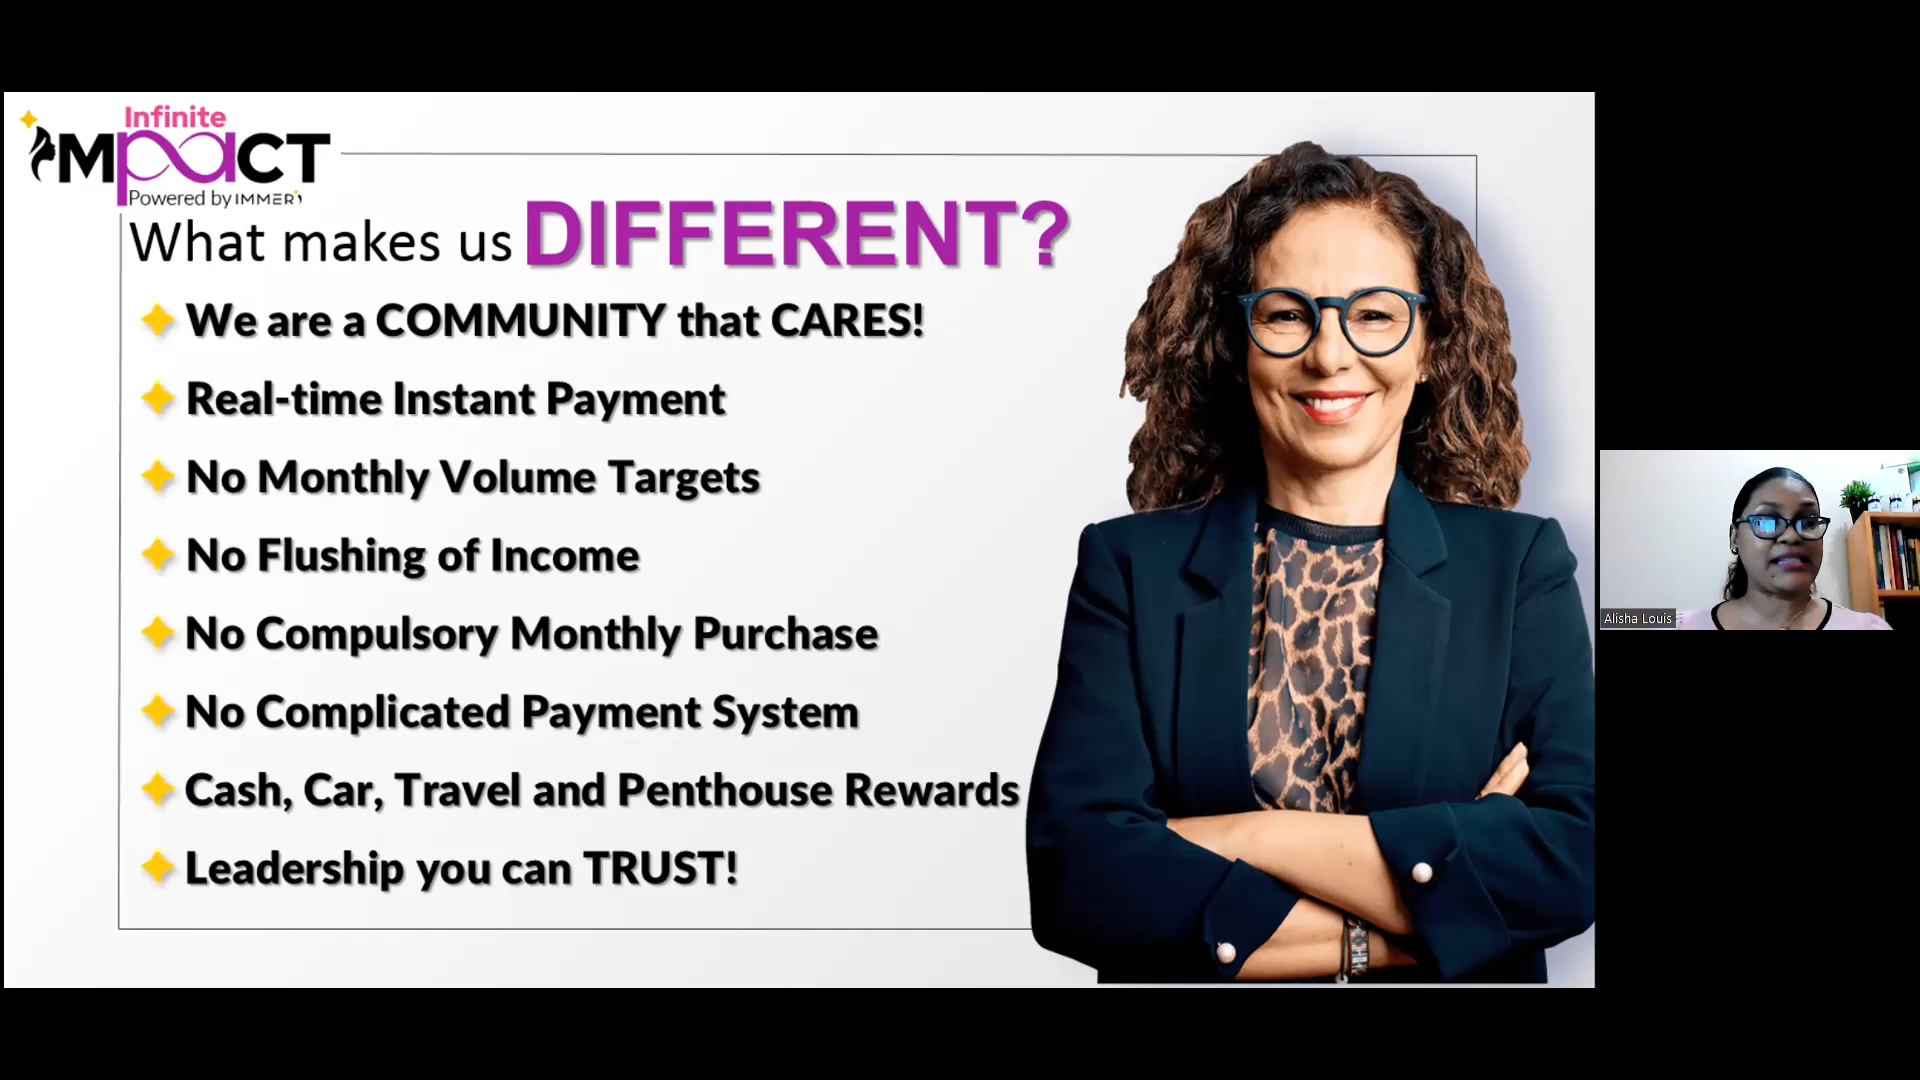 Infinite
iMPACT
Powered by IMMERI
What makes us DIFFERENT?
We are a COMMUNITY that CARES!
Real-time Instant Payment
No Monthly Volume Targets
No Flushing of Income
No Compulsory Monthly Purchase
No Complicated Payment System
Cash, Car, Travel and Penthouse Rewards
Leadership you can TRUST!
Alisha Louis